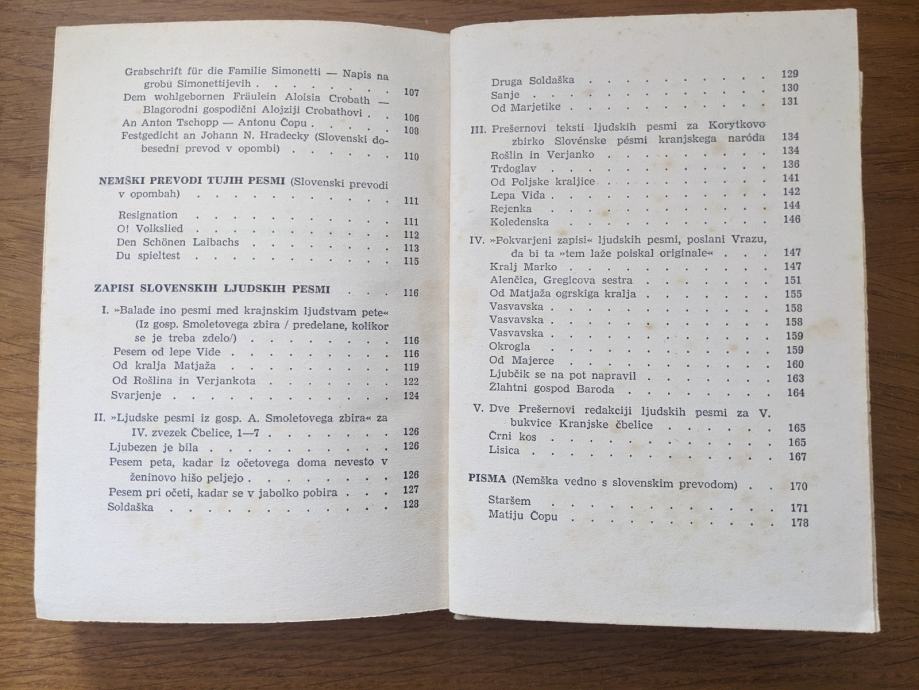 Grabschrift für die Familie Simonetti — Napis na
grobu Simonettijevih . . . . . . . 107
Dem wohlgebornen Fräulein Aloisia Crobath —
Blagorodni gospodični Alojziji Crobathovi . . 106
An Anton Tschopp — Antonu Čopu . . . . . 108
Festgedicht an Johann N. Hradecky (Slovenski do-
besedni prevod v opombi) . . . . . . 110
NEMŠKI PREVODI TUJIH PESMI (Slovenski prevodi
v opombah) . . . . . . . . . . 111
Resignation . . . . . . . . . . 111
O! Volkslied . . . . . . . . . . 112
Den Schönen Laibachs . . . . . . . . 113
Du spieltest . . . . . . . . . . 115
ZAPISI SLOVENSKIH LJUDSKIH PESMI . . . 116
I. »Balade ino pesmi med krajnskim ljudstvam pete«
(Iz gosp. Smoletovega zbira / predelane, kolikor
se je treba zdelo/) . . . . . . . . 116
Pesem od lepe Vide . . . . . . . . 116
Od kralja Matjaža . . . . . . . . 119
Od Rošlina in Verjankota . . . . . . . 122
Svarjenje . . . . . . . . . . . 124
II. »Ljudske pesmi iz gosp. A. Smoletovega zbira« za
IV. zvezek Čbelice, 1—7 . . . . . . . 126
Ljubezen je bila . . . . . . . . . 126
Pesem peta, kadar iz očetovega doma nevesto v
ženinovo hišo peljejo . . . . . . . 126
Pesem pri očeti, kadar se v jabolko pobira . . . 127
Soldaška . . . . . . . . . . . 128
Druga Soldaška . . . . . . . . . 129
Sanje . . . . . . . . . . . . 130
Od Marjetike . . . . . . . . . . 131
III. Prešernovi teksti ljudskih pesmi za Korytkovo
zbirko Slovénske pésmi kranjskega naróda 134
Rošlin in Verjanko . . . . . . . . 134
Trdoglav . . . . . . . . . . . 136
Od Poljske kraljice . . . . . . . . 141
Lepa Vida . . . . . . . . . . . 142
Rejenka . . . . . . . . . . . 144
Koledenska . . . . . . . . . . 146
IV. »Pokvarjeni zapisi« ljudskih pesmi, poslani Vrazu,
da bi ta »tem laže poiskal originale« . . . 147
Kralj Marko . . . . . . . . . . 147
Alenčica, Gregicova sestra . . . . . . . 151
Od Matjaža ogrskiga kralja . . . . . . 155
Vasvavska . . . . . . . . . . . 158
Vasvavska . . . . . . . . . . . 158
Vasvavska . . . . . . . . . . . 159
Okrogla . . . . . . . . . . . 159
Od Majerce . . . . . . . . . . 160
Ljubčik se na pot napravil . . . . . . . 163
Žlahtni gospod Baroda . . . . . . . . 164
V. Dve Prešernovi redakciji ljudskih pesmi za V.
bukvice Kranjske čbelice . . . . . . 165
Črni kos . . . . . . . . . . . 165
Lisica . . . . . . . . . . . . 167
PISMA (Nemška vedno s slovenskim prevodom) . . 170
Staršem . . . . . . . . . . . 171
Matiju Čopu . . . . . . . . . . 178